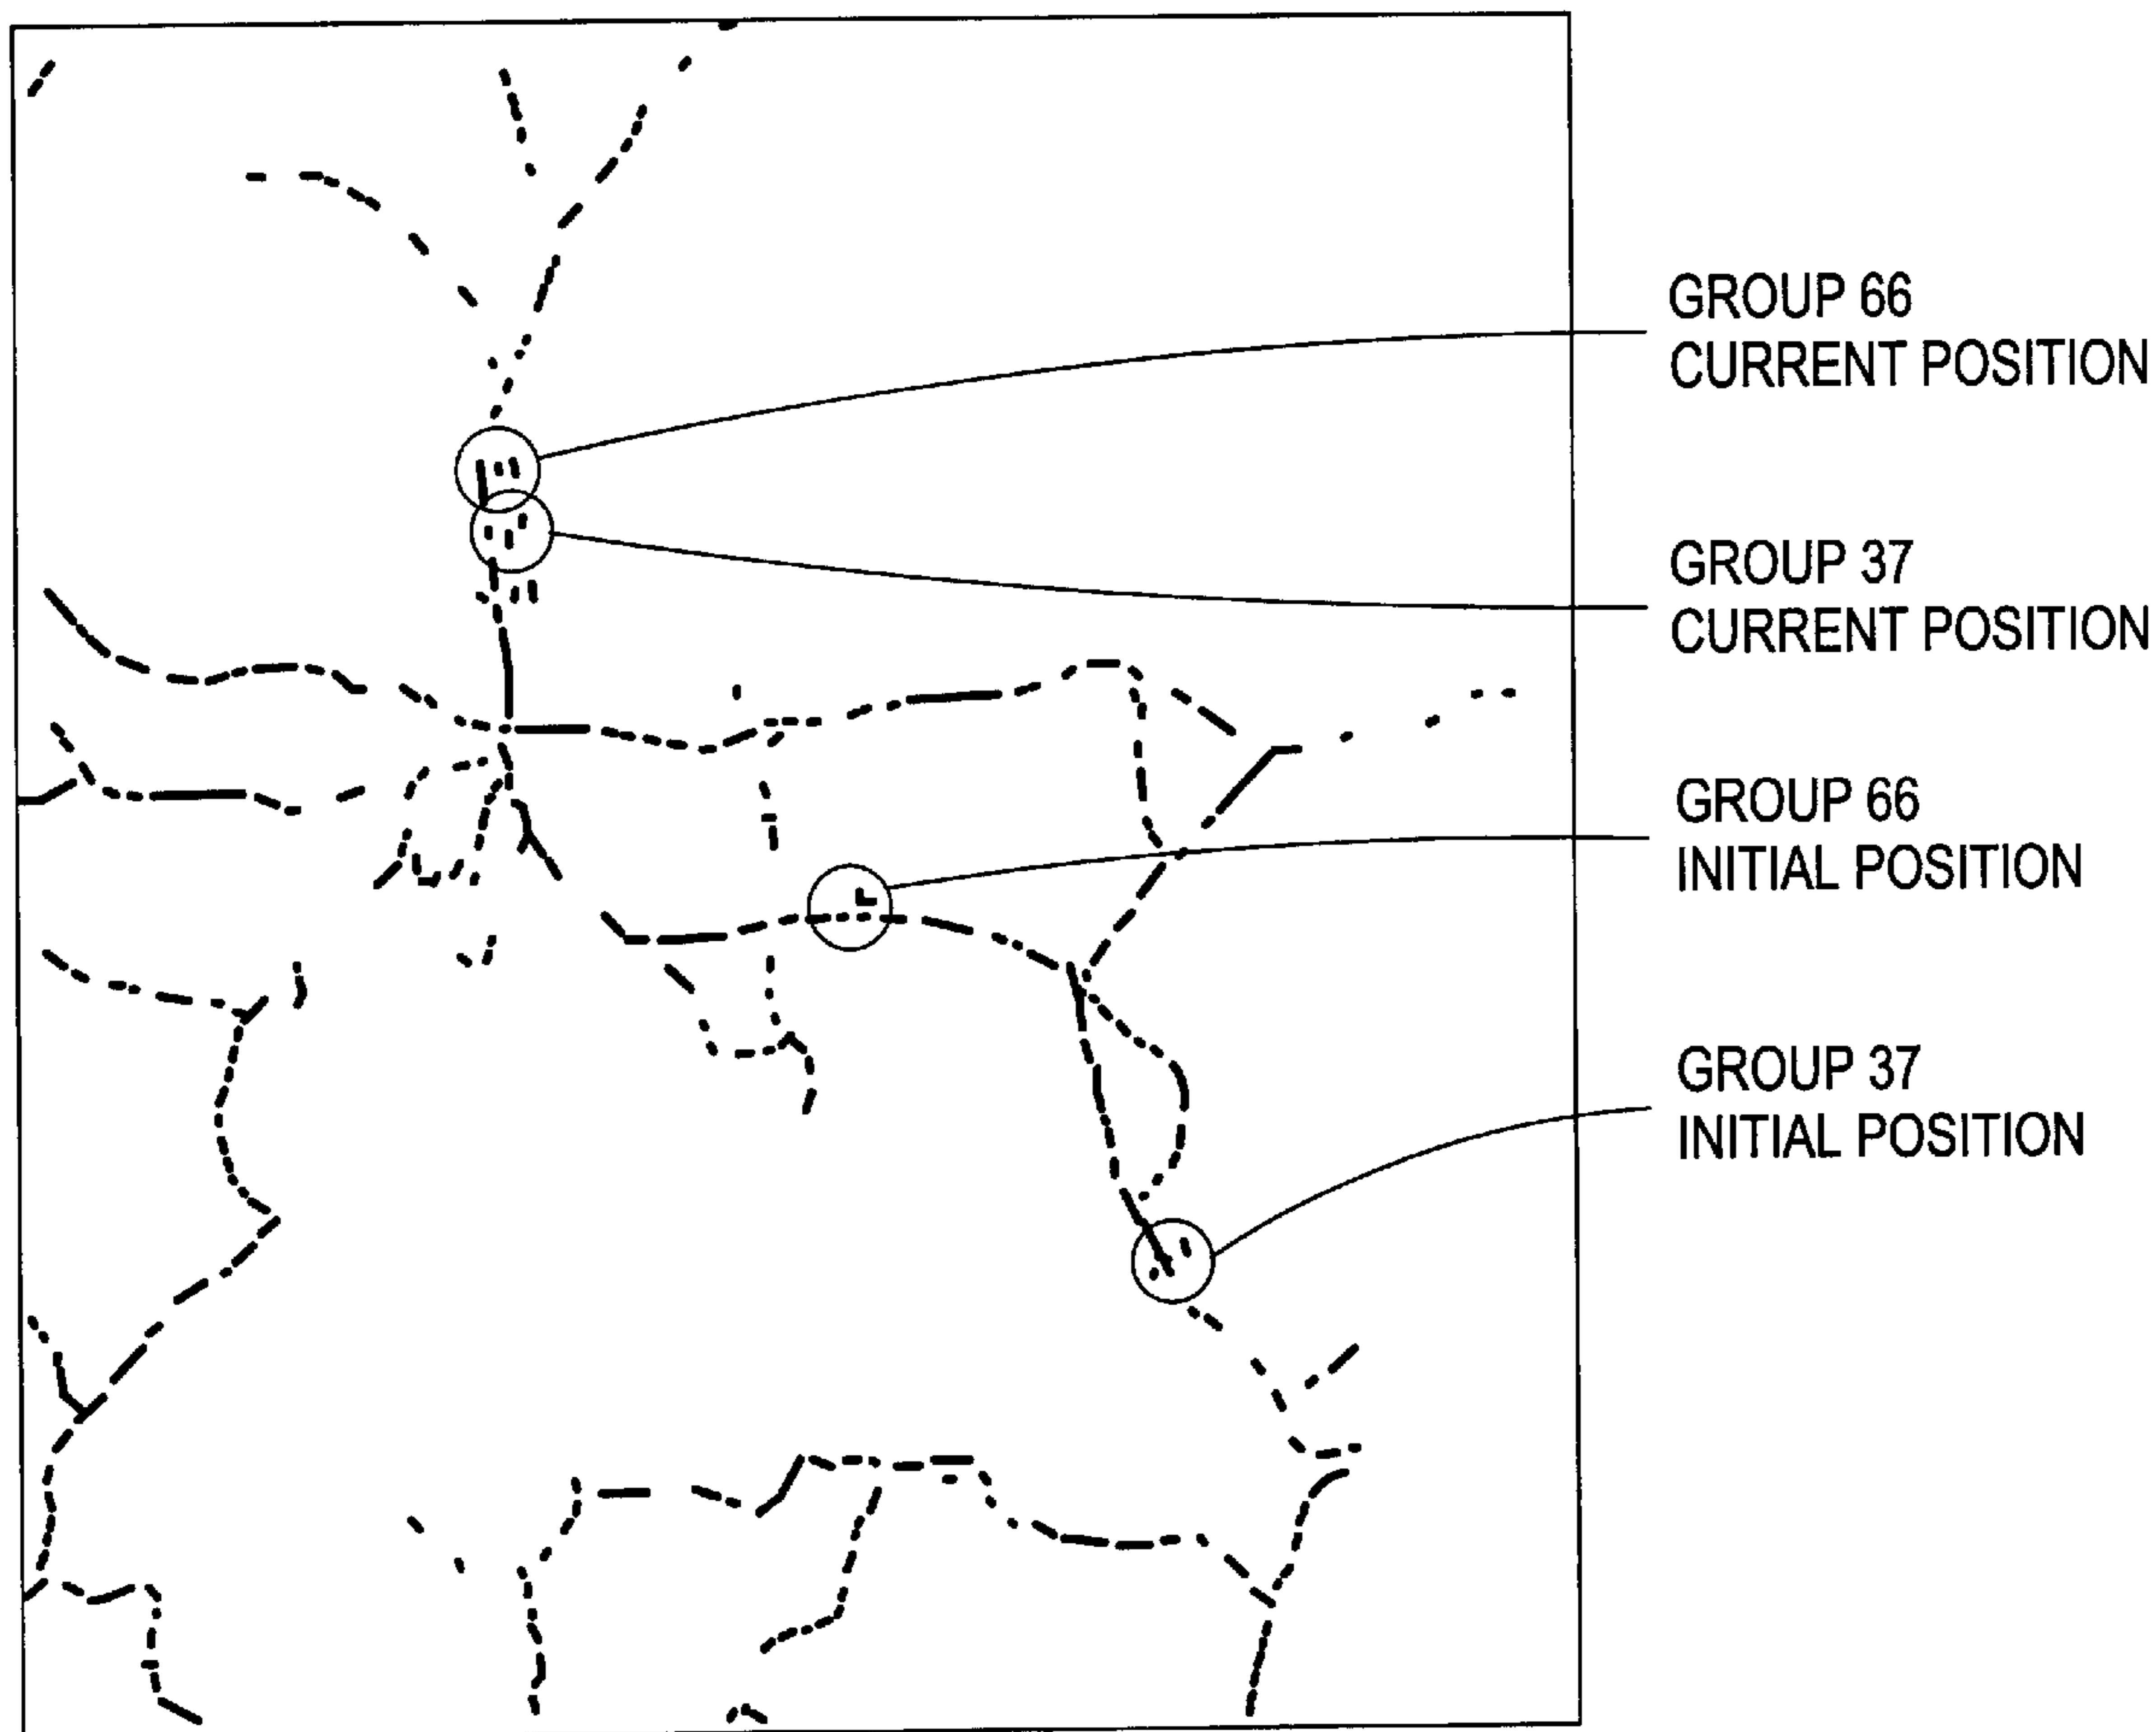 GROUP 66
CURRENT POSITION
GROUP 37
CURRENT POSITION
GROUP 66
INITIAL POSITION
GROUP 37
INITIAL POSITION